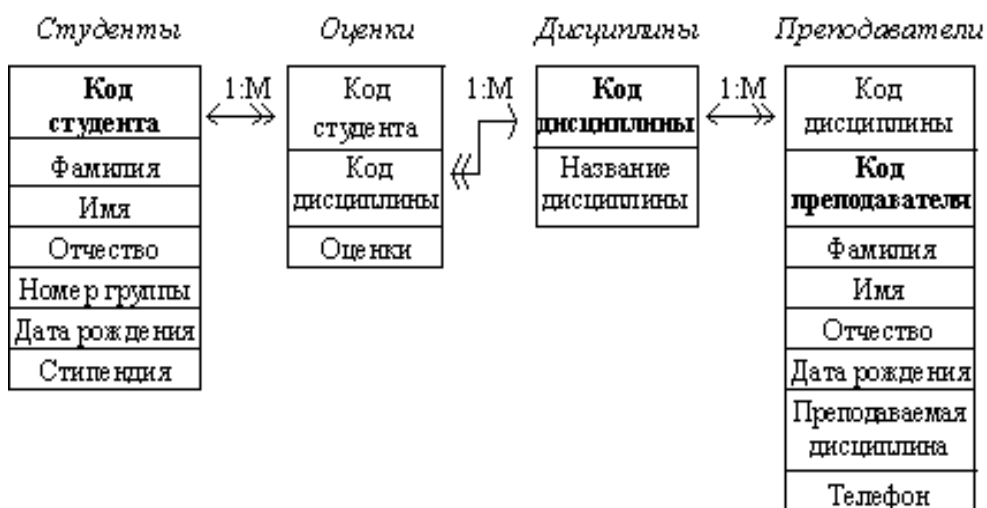 Студенты
Оценки
Дисциплины
Преподаватели
Код
студента
Фамилия
Имя
Отчество
Номер группы
Дата рождения
Стипендия
1:М
Код
студента
Код
дисциплины
Оценки
1:М
Код
дисциплины
Название
дисциплины
1:М
Код
дисциплины
Код
преподавателя
Фамилия
Имя
Отчество
Дата рождения
Преподаваемая
дисциплина
Телефон